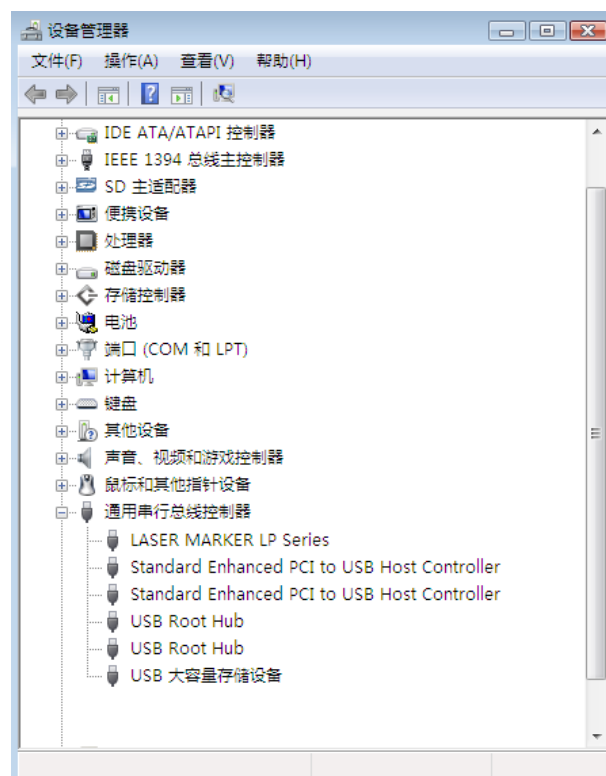 设备管理器
文件(F) 操作(A) 查看(V) 帮助(H)
IDE ATA/ATAPI 控制器
IEEE 1394 总线主控制器
SD 主适配器
便携设备
处理器
磁盘驱动器
存储控制器
电池
端口 (COM 和 LPT)
计算机
键盘
其他设备
声音、视频和游戏控制器
鼠标和其他指针设备
通用串行总线控制器
LASER MARKER LP Series
Standard Enhanced PCI to USB Host Controller
Standard Enhanced PCI to USB Host Controller
USB Root Hub
USB Root Hub
USB 大容量存储设备